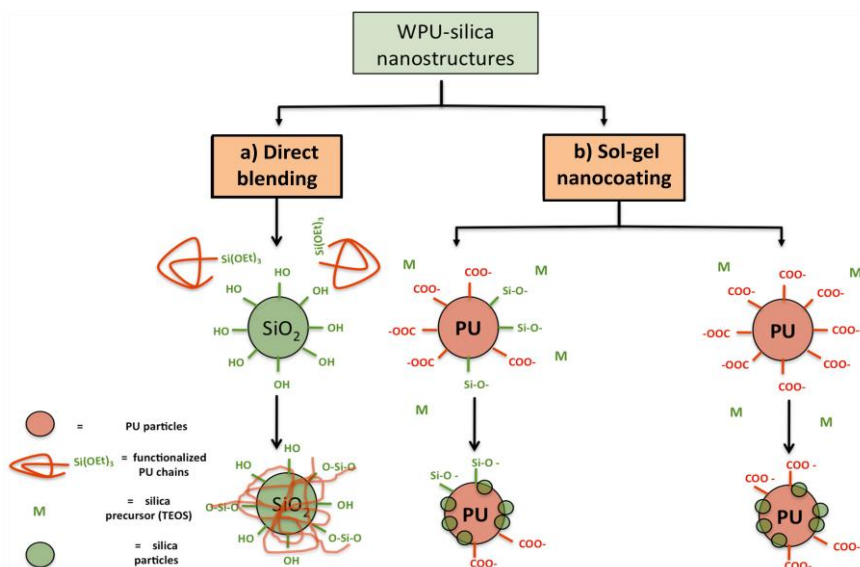 WPU-silica
nanostructures
a) Direct
blending
b) Sol-gel
nanocoating
Si(OEt)3
Si(OEt)3
HO
HO
OH
HO
OH
HO
OH
HO
OH
SiO2
M
COO-
M
COO-
Si-O-
-OOC
PU
Si-O-
-OOC
COO-
M
Si-O-
M
M
COO-
M
COO-
COO-
-OOC
PU
COO-
-OOC
COO-
COO-
M
M
= PU particles
Si(OEt)3 = functionalized
PU chains
M = silica
precursor (TEOS)
= silica
particles
HO
HO
O-Si-O
O-Si-O
SiO2
OH
HO
O-Si-O
OH
Si-O -
Si-O -
PU
COO-
COO-
COO -
COO -
PU
COO-
COO-